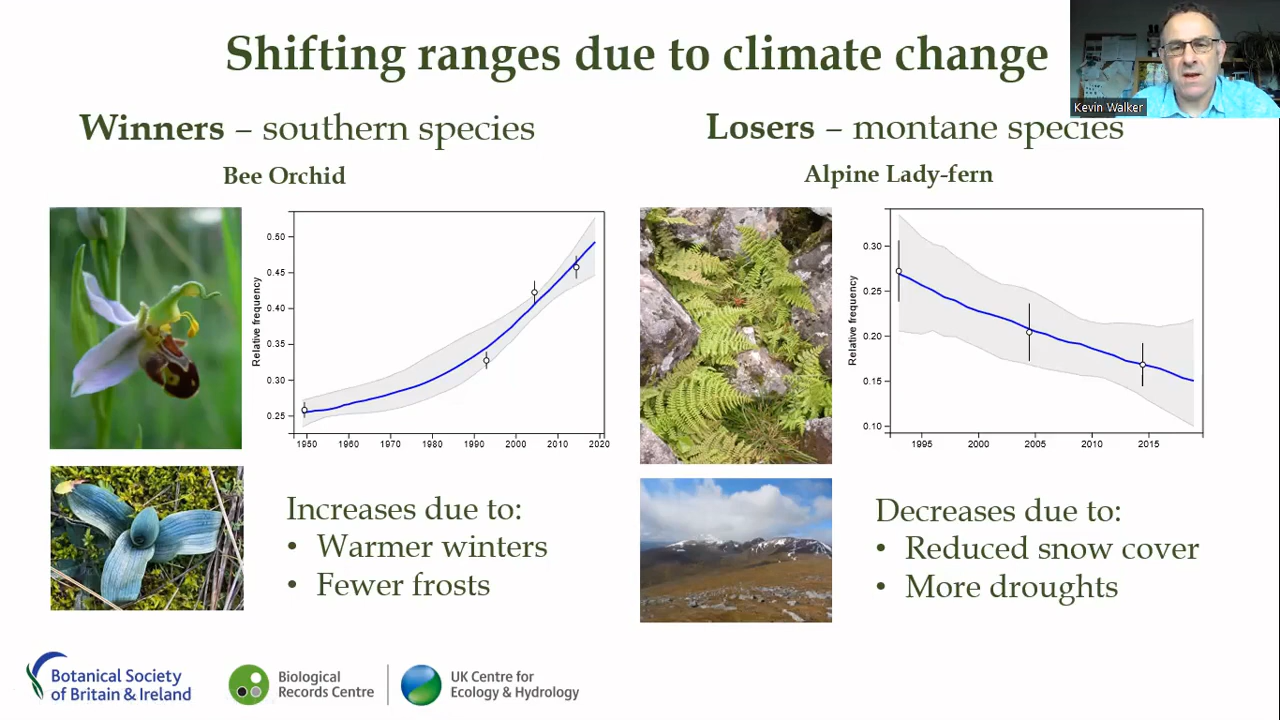 Shifting ranges due to climate change
Kevin Walker
Winners – southern species
Bee Orchid
Relative frequency
0.50
0.45
0.40
0.35
0.30
0.25
1950 1960 1970 1980 1990 2000 2010 2020
Increases due to:
• Warmer winters
• Fewer frosts
Losers – montane species
Alpine Lady-fern
Relative frequency
0.30
0.25
0.20
0.15
0.10
1995 2000 2005 2010 2015
Decreases due to:
• Reduced snow cover
• More droughts
Botanical Society
of Britain & Ireland
Biological
Records Centre
UK Centre for
Ecology & Hydrology